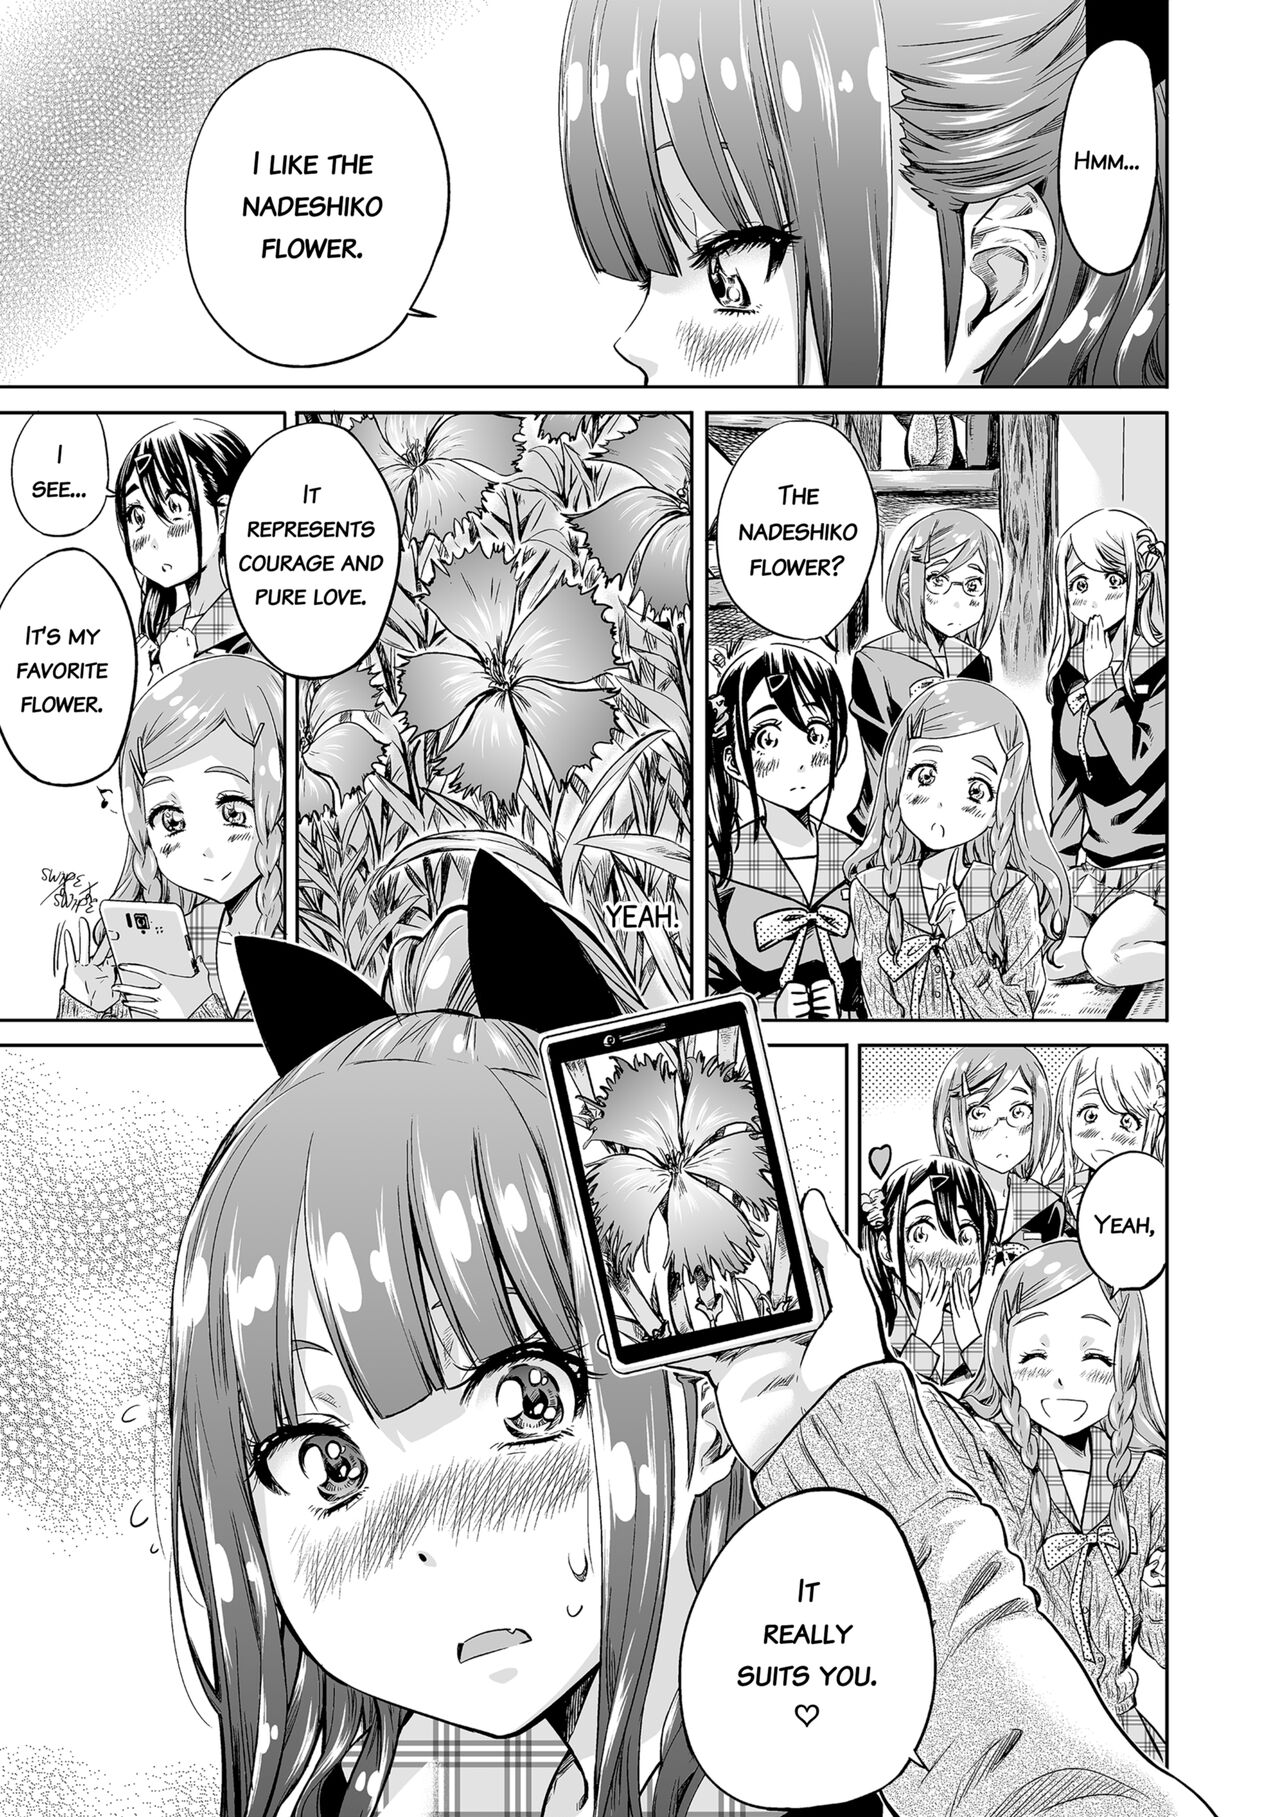 HMM...
I LIKE THE
NADESHIKO
FLOWER.
THE
NADESHIKO
FLOWER?
YEAH.
IT
REPRESENTS
COURAGE AND
PURE LOVE.
I
SEE...
IT'S MY
FAVORITE
FLOWER.
SWIPE
SWIPE
YEAH,
IT
REALLY
SUITS YOU.
♡